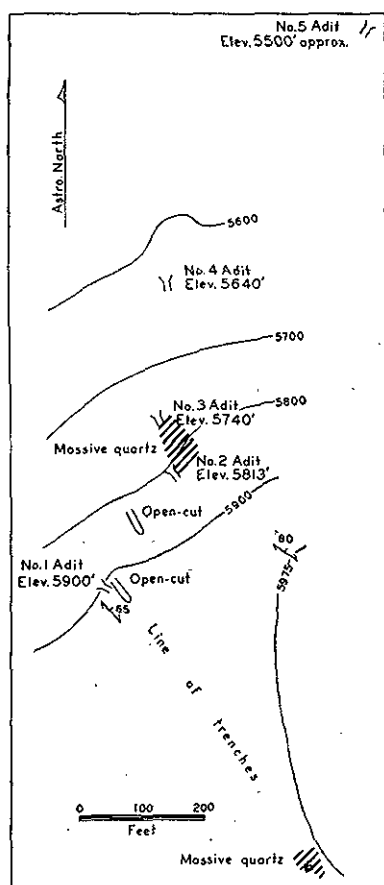 No.5 Adit
Elev. 5500' approx.
Astro. North
5600
No. 4 Adit
Elev. 5640'
5700
5800
No. 3 Adit
Elev. 5740'
Massive quartz
No. 2 Adit
Elev. 5813'
5900
Open-cut
80
No. 1 Adit
Elev. 5900'
Open-cut
5975
65
Line of trenches
0 100 200
Feet
Massive quartz